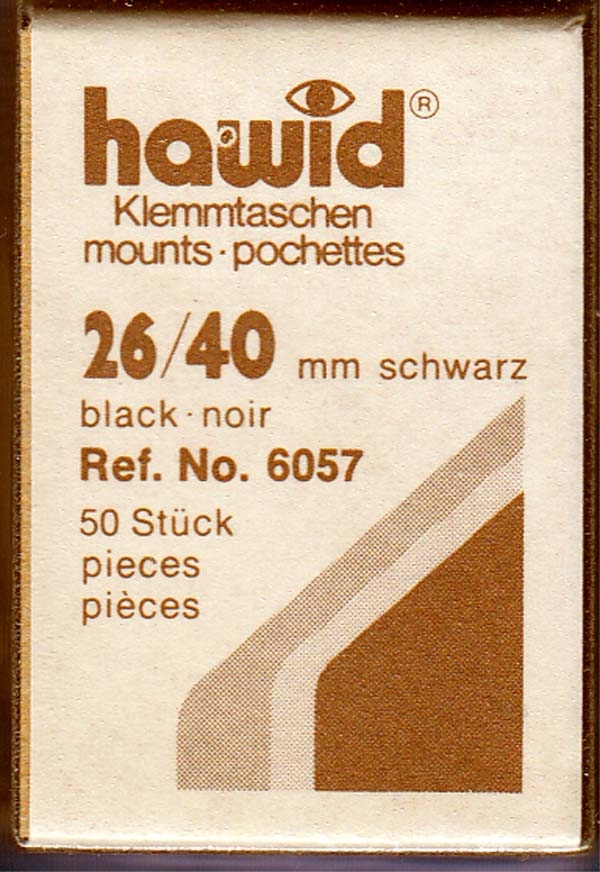 hawid ®
Klemmtaschen
mounts · pochettes
26/40 mm schwarz
black · noir
Ref. No. 6057
50 Stück
pieces
pièces